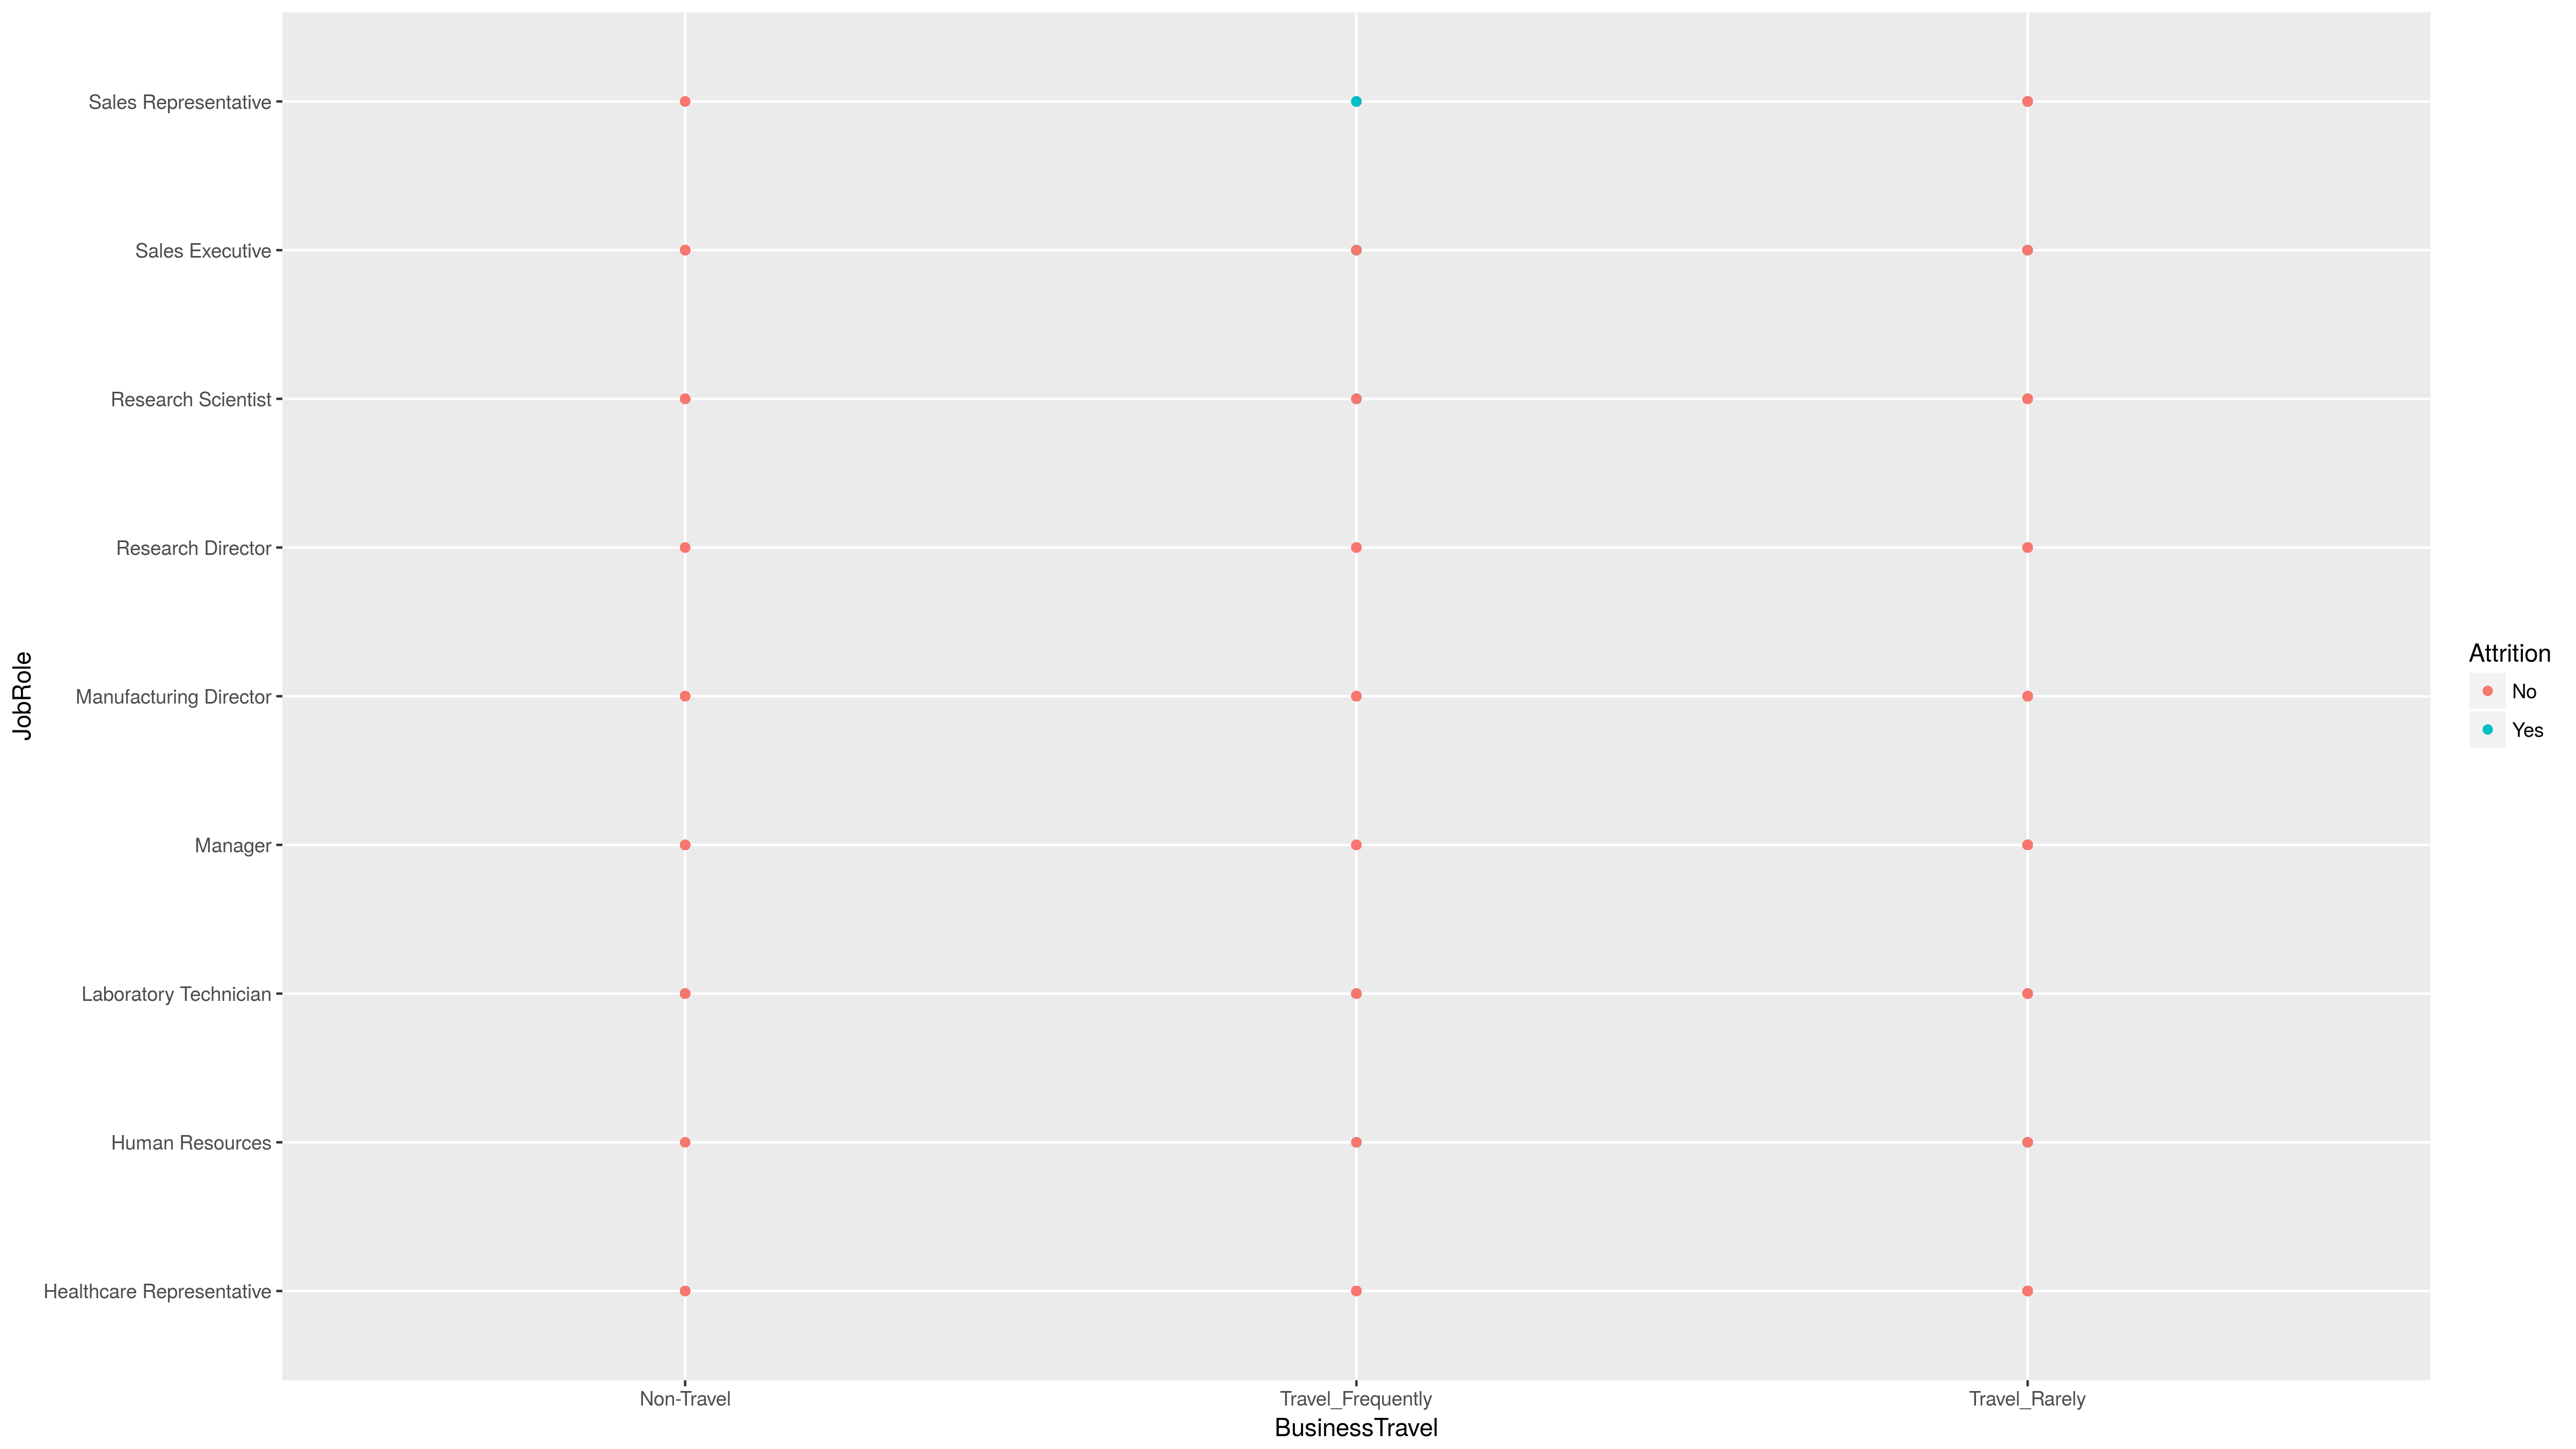 JobRole
Sales Representative
Sales Executive
Research Scientist
Research Director
Manufacturing Director
Manager
Laboratory Technician
Human Resources
Healthcare Representative
Non-Travel
Travel_Frequently
Travel_Rarely
BusinessTravel
Attrition
No
Yes